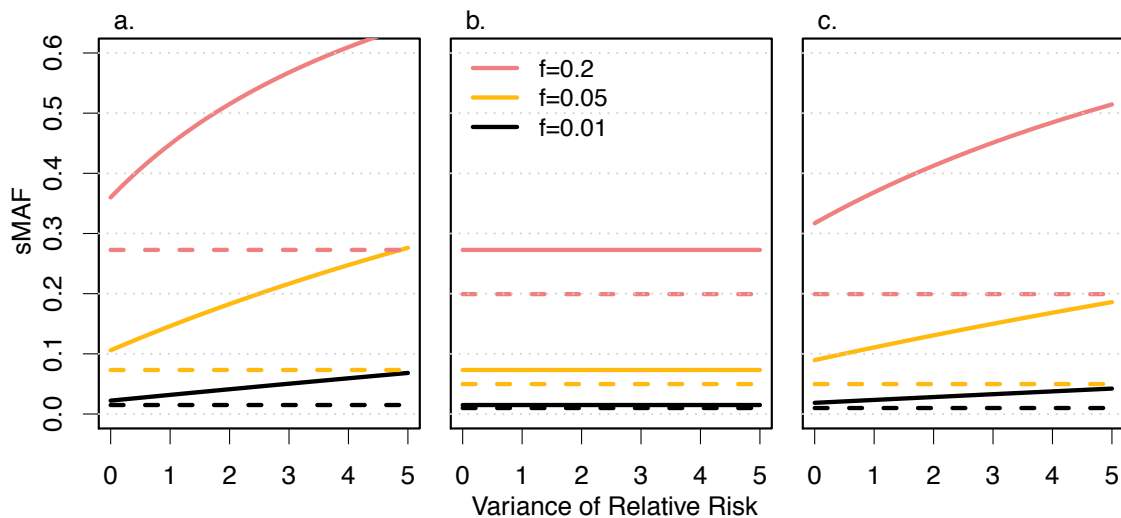 a.
b.
c.
sMAF
0.0 0.1 0.2 0.3 0.4 0.5 0.6
f=0.2
f=0.05
f=0.01
0 1 2 3 4 5
0 1 2 3 4 5
0 1 2 3 4 5
Variance of Relative Risk